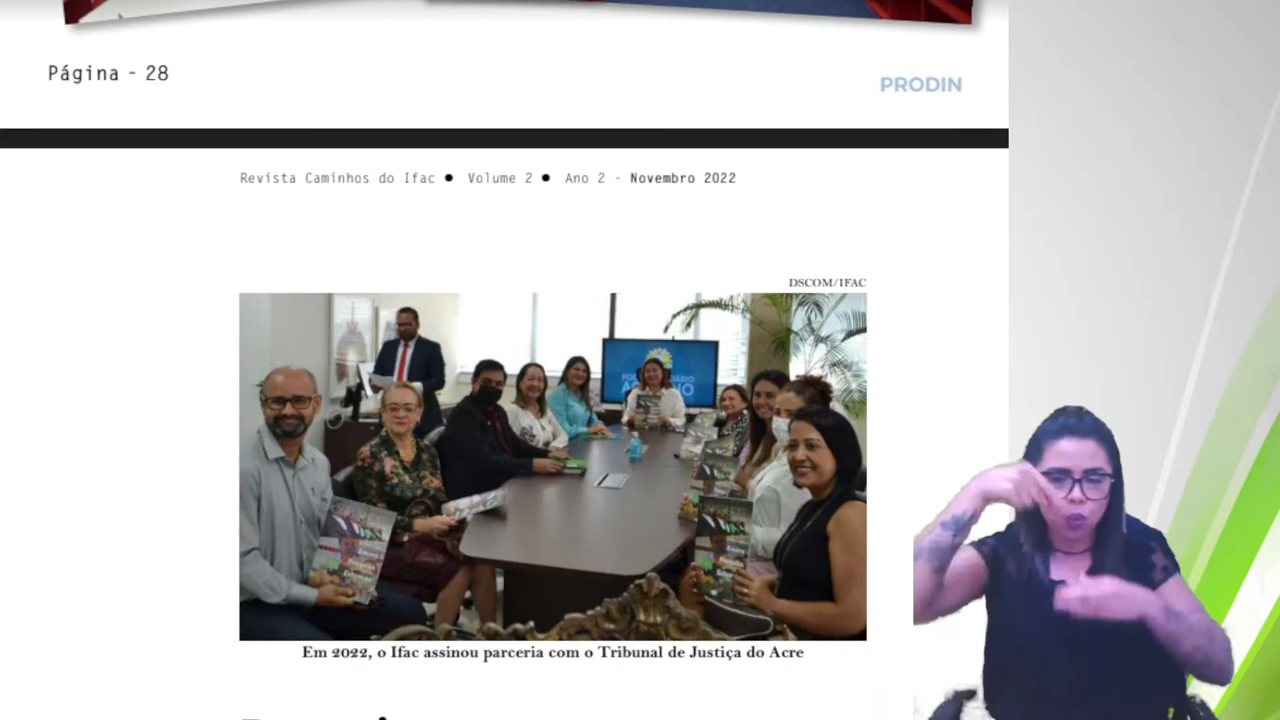 Página - 28
PRODIN
Revista Caminhos do Ifac ● Volume 2 ● Ano 2 - Novembro 2022
DSCOM/IFAC
Em 2022, o Ifac assinou parceria com o Tribunal de Justiça do Acre